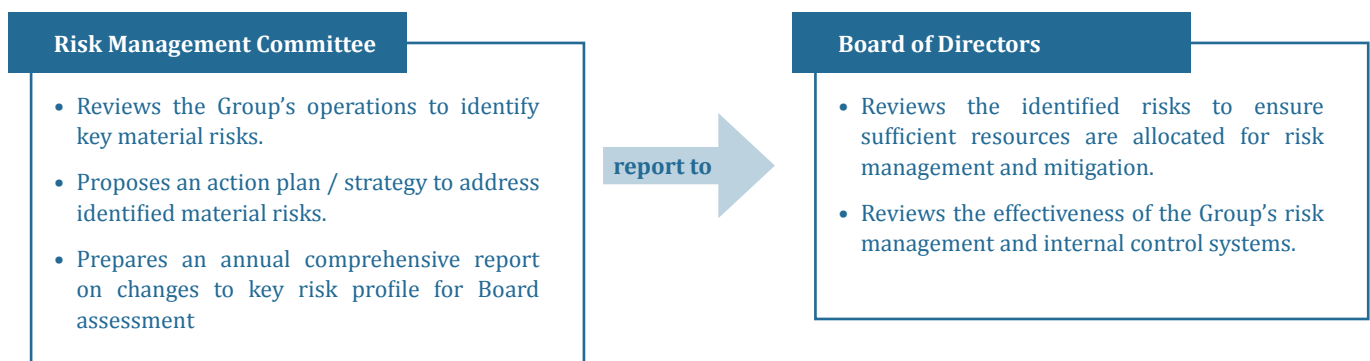 Risk Management Committee
• Reviews the Group’s operations to identify
key material risks.
• Proposes an action plan / strategy to address
identified material risks.
• Prepares an annual comprehensive report
on changes to key risk profile for Board
assessment
report to
Board of Directors
• Reviews the identified risks to ensure
sufficient resources are allocated for risk
management and mitigation.
• Reviews the effectiveness of the Group’s risk
management and internal control systems.